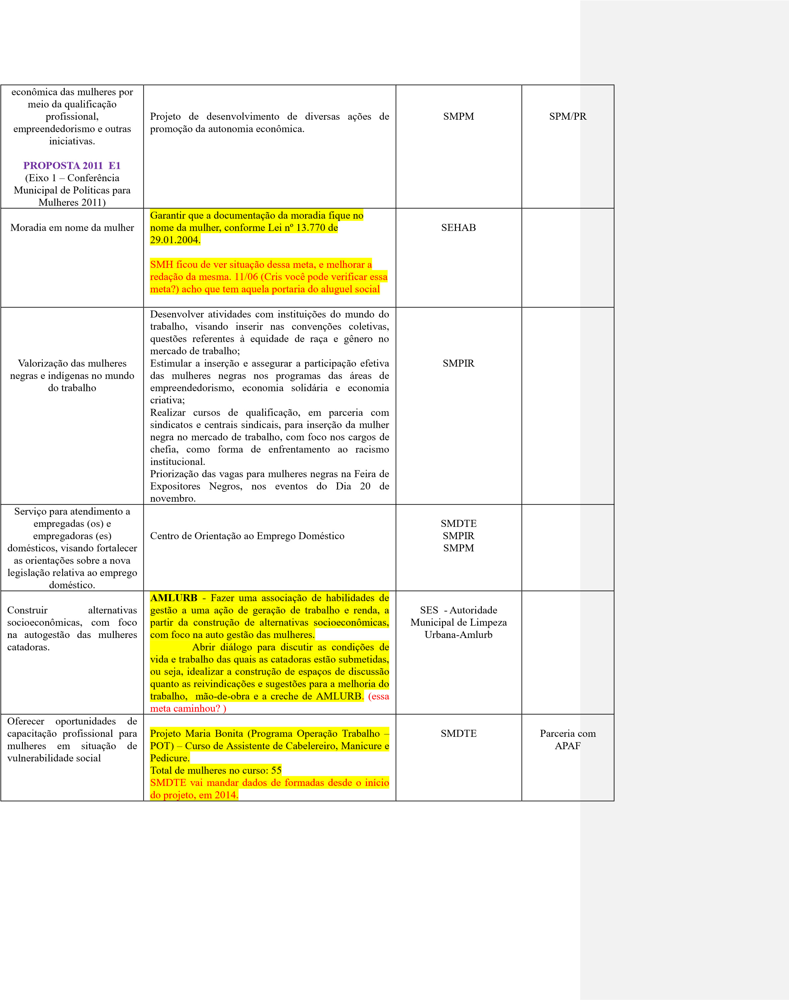 econômica das mulheres por
meio da qualificação
profissional,
empreendedorismo e outras
iniciativas.
PROPOSTA 2011  E1
(Eixo 1 – Conferência
Municipal de Políticas para
Mulheres 2011)
Projeto de desenvolvimento de diversas ações de
promoção da autonomia econômica.
SMPM
SPM/PR
Moradia em nome da mulher
Garantir que a documentação da moradia fique no
nome da mulher, conforme Lei nº 13.770 de
29.01.2004.
SMH ficou de ver situação dessa meta, e melhorar a
redação da mesma. 11/06 (Cris você pode verificar essa
meta?) acho que tem aquela portaria do aluguel social
SEHAB
Valorização das mulheres
negras e indígenas no mundo
do trabalho
Desenvolver atividades com instituições do mundo do
trabalho, visando inserir nas convenções coletivas,
questões referentes à equidade de raça e gênero no
mercado de trabalho;
Estimular a inserção e assegurar a participação efetiva
das mulheres negras nos programas das áreas de
empreendedorismo, economia solidária e economia
criativa;
Realizar cursos de qualificação, em parceria com
sindicatos e centrais sindicais, para inserção da mulher
negra no mercado de trabalho, com foco nos cargos de
chefia, como forma de enfrentamento ao racismo
institucional.
Priorização das vagas para mulheres negras na Feira de
Expositores Negros, nos eventos do Dia 20 de
novembro.
SMPIR
Serviço para atendimento a
empregadas (os) e
empregadoras (es)
domésticos, visando fortalecer
as orientações sobre a nova
legislação relativa ao emprego
doméstico.
Centro de Orientação ao Emprego Doméstico
SMDTE
SMPIR
SMPM
Construir alternativas
socioeconômicas, com foco
na autogestão das mulheres
catadoras.
AMLURB - Fazer uma associação de habilidades de
gestão a uma ação de geração de trabalho e renda, a
partir da construção de alternativas socioeconômicas,
com foco na auto gestão das mulheres.
Abrir diálogo para discutir as condições de
vida e trabalho das quais as catadoras estão submetidas,
ou seja, idealizar a construção de espaços de discussão
quanto as reivindicações e sugestões para a melhoria do
trabalho,  mão-de-obra e a creche de AMLURB. (essa
meta caminhou? )
SES  - Autoridade
Municipal de Limpeza
Urbana-Amlurb
Oferecer oportunidades de
capacitação profissional para
mulheres em situação de
vulnerabilidade social
Projeto Maria Bonita (Programa Operação Trabalho –
POT) – Curso de Assistente de Cabelereiro, Manicure e
Pedicure.
Total de mulheres no curso: 55
SMDTE vai mandar dados de formadas desde o início
do projeto, em 2014.
SMDTE
Parceria com
APAF